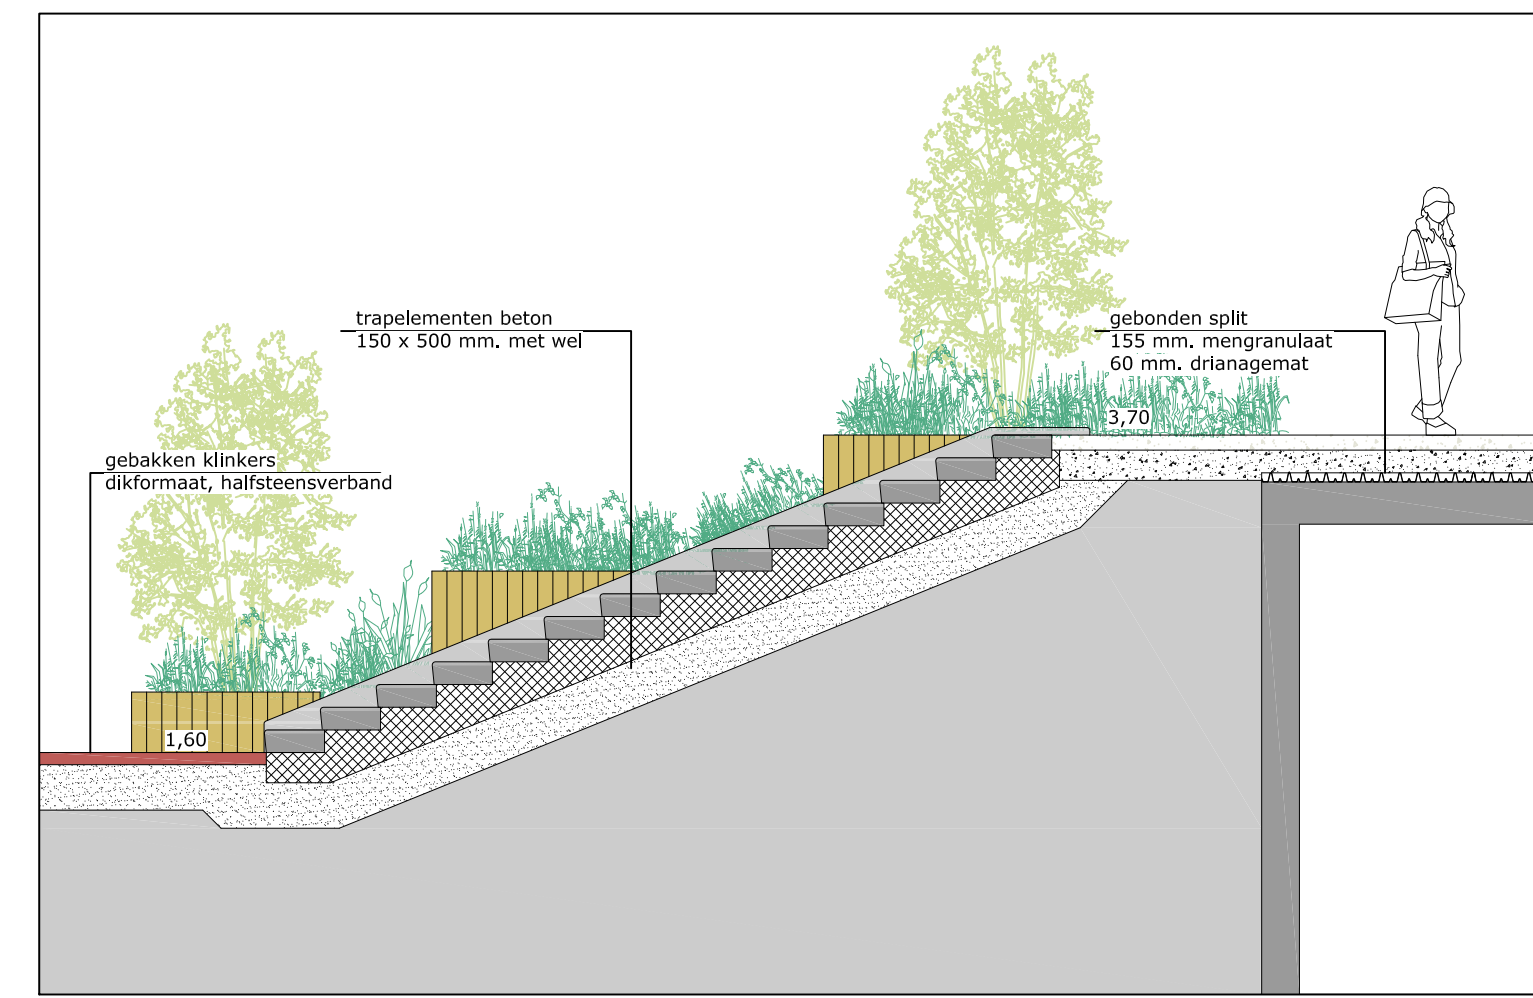 trapelementen beton
150 x 500 mm. met wel
gebonden split
155 mm. mengranulaat
60 mm. drianagemat
3,70
gebakken klinkers
dikformaat, halfsteensverband
1,60